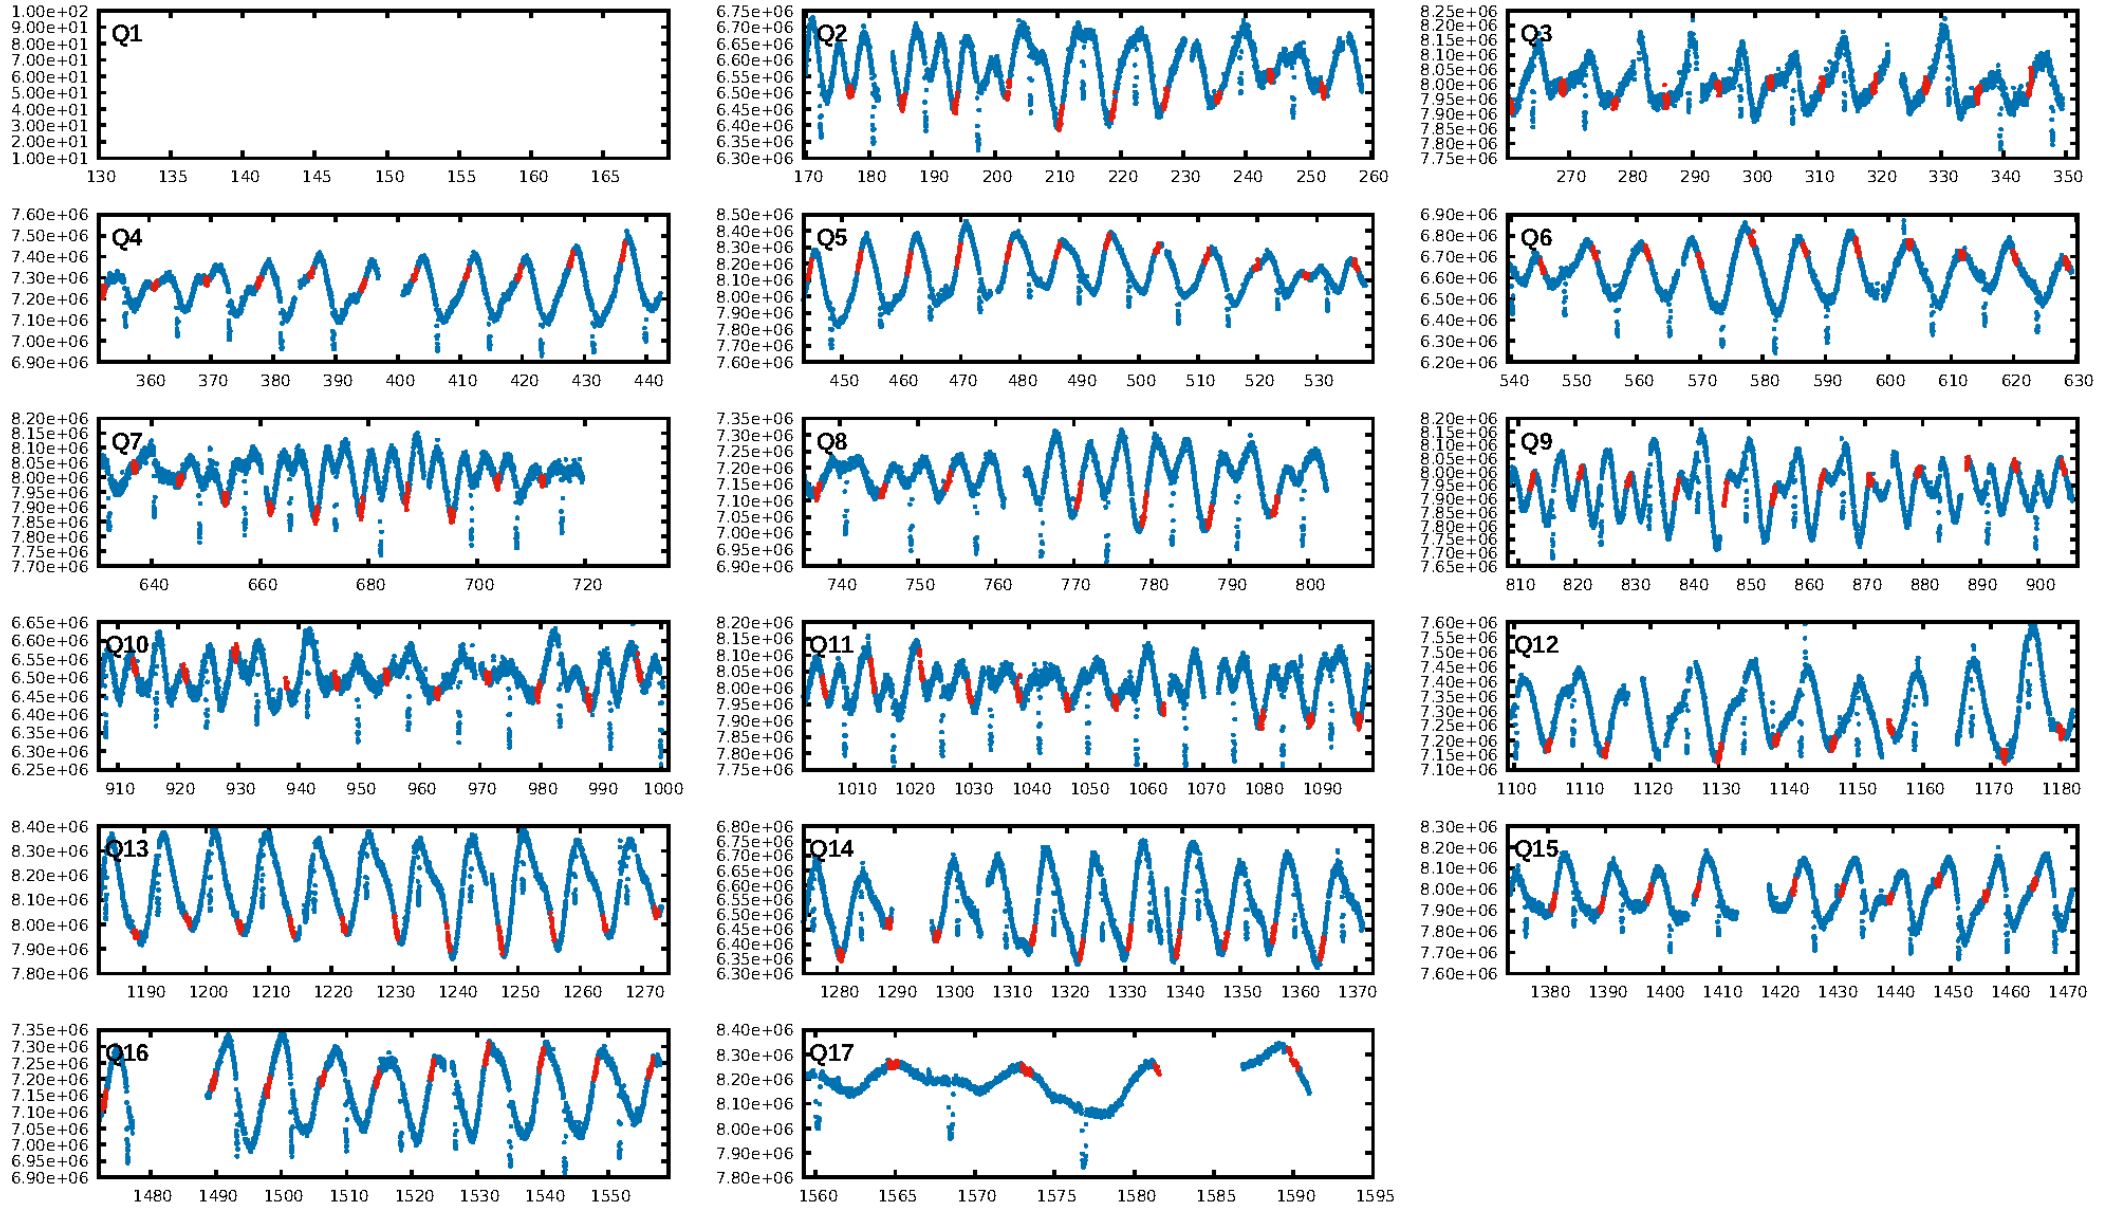 1.00e+02 9.00e+01 8.00e+01 7.00e+01 6.00e+01 5.00e+01 4.00e+01 3.00e+01 2.00e+01 1.00e+01
Q1
130 135 140 145 150 155 160 165
6.75e+06 6.70e+06 6.65e+06 6.60e+06 6.55e+06 6.50e+06 6.45e+06 6.40e+06 6.35e+06 6.30e+06
Q2
170 180 190 200 210 220 230 240 250 260
8.25e+06 8.20e+06 8.15e+06 8.10e+06 8.05e+06 8.00e+06 7.95e+06 7.90e+06 7.85e+06 7.80e+06 7.75e+06
Q3
270 280 290 300 310 320 330 340 350
7.60e+06 7.50e+06 7.40e+06 7.30e+06 7.20e+06 7.10e+06 7.00e+06 6.90e+06
Q4
360 370 380 390 400 410 420 430 440
8.50e+06 8.40e+06 8.30e+06 8.20e+06 8.10e+06 8.00e+06 7.90e+06 7.80e+06 7.70e+06 7.60e+06
Q5
450 460 470 480 490 500 510 520 530
6.90e+06 6.80e+06 6.70e+06 6.60e+06 6.50e+06 6.40e+06 6.30e+06 6.20e+06
Q6
540 550 560 570 580 590 600 610 620 630
8.20e+06 8.15e+06 8.10e+06 8.05e+06 8.00e+06 7.95e+06 7.90e+06 7.85e+06 7.80e+06 7.75e+06 7.70e+06
Q7
640 660 680 700 720
7.35e+06 7.30e+06 7.25e+06 7.20e+06 7.15e+06 7.10e+06 7.05e+06 7.00e+06 6.95e+06 6.90e+06
Q8
740 750 760 770 780 790 800
8.20e+06 8.15e+06 8.10e+06 8.05e+06 8.00e+06 7.95e+06 7.90e+06 7.85e+06 7.80e+06 7.75e+06 7.70e+06 7.65e+06
Q9
810 820 830 840 850 860 870 880 890 900
6.65e+06 6.60e+06 6.55e+06 6.50e+06 6.45e+06 6.40e+06 6.35e+06 6.30e+06 6.25e+06
Q10
910 920 930 940 950 960 970 980 990 1000
8.20e+06 8.15e+06 8.10e+06 8.05e+06 8.00e+06 7.95e+06 7.90e+06 7.85e+06 7.80e+06 7.75e+06
Q11
1010 1020 1030 1040 1050 1060 1070 1080 1090
7.60e+06 7.55e+06 7.50e+06 7.45e+06 7.40e+06 7.35e+06 7.30e+06 7.25e+06 7.20e+06 7.15e+06 7.10e+06
Q12
1100 1110 1120 1130 1140 1150 1160 1170 1180
8.40e+06 8.30e+06 8.20e+06 8.10e+06 8.00e+06 7.90e+06 7.80e+06
Q13
1190 1200 1210 1220 1230 1240 1250 1260 1270
6.80e+06 6.75e+06 6.70e+06 6.65e+06 6.60e+06 6.55e+06 6.50e+06 6.45e+06 6.40e+06 6.35e+06 6.30e+06
Q14
1280 1290 1300 1310 1320 1330 1340 1350 1360 1370
8.30e+06 8.20e+06 8.10e+06 8.00e+06 7.90e+06 7.80e+06 7.70e+06 7.60e+06
Q15
1380 1390 1400 1410 1420 1430 1440 1450 1460 1470
7.35e+06 7.30e+06 7.25e+06 7.20e+06 7.15e+06 7.10e+06 7.05e+06 7.00e+06 6.95e+06 6.90e+06
Q16
1480 1490 1500 1510 1520 1530 1540 1550
8.40e+06 8.30e+06 8.20e+06 8.10e+06 8.00e+06 7.90e+06 7.80e+06
Q17
1560 1565 1570 1575 1580 1585 1590 1595